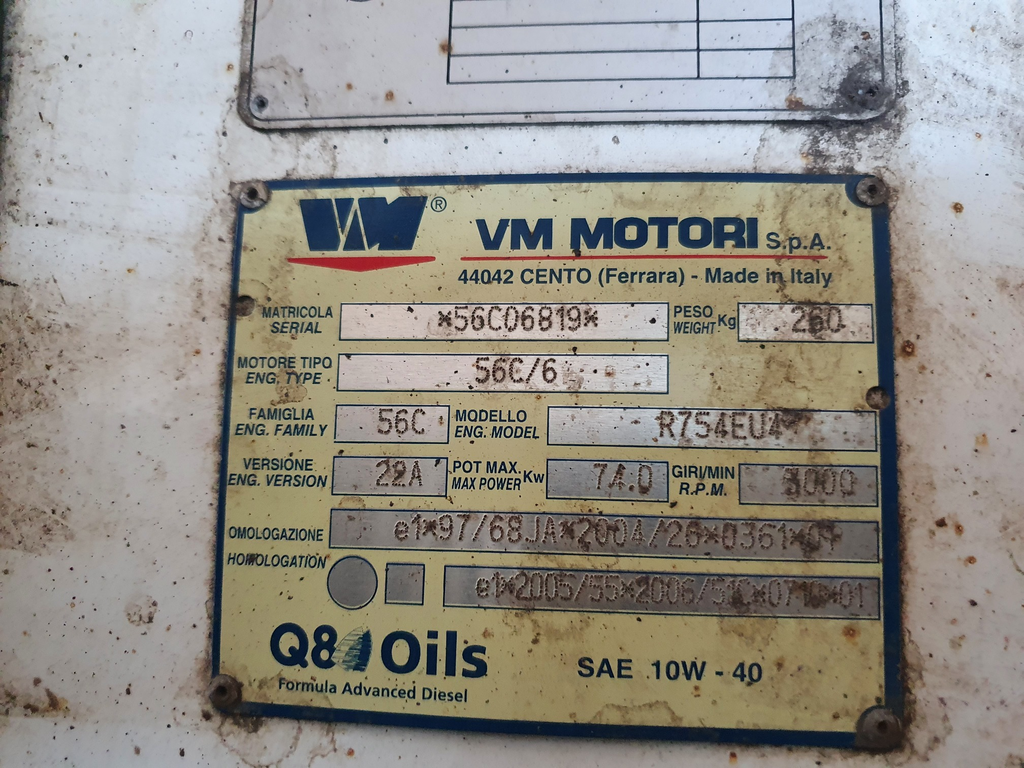 VM ®
VM MOTORI S.p.A.
44042 CENTO (Ferrara) - Made in Italy
MATRICOLA SERIAL *56C06819* PESO WEIGHT Kg 260
MOTORE TIPO ENG. TYPE 56C/6
FAMIGLIA ENG. FAMILY 56C MODELLO ENG. MODEL R754EU4
VERSIONE ENG. VERSION 22A POT MAX. MAX POWER Kw 74.0 GIRI/MIN R.P.M. 3000
OMOLOGAZIONE e1*97/68JA*2004/26*0361*01
HOMOLOGATION
Q8 Oils
Formula Advanced Diesel
SAE 10W - 40